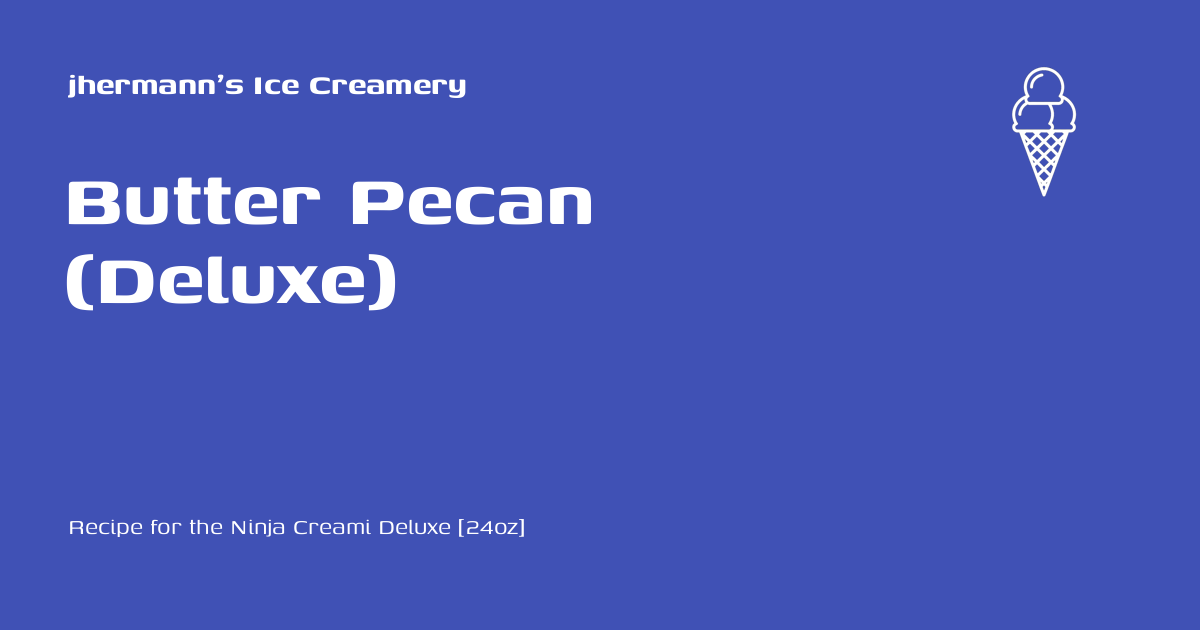 jhermann’s Ice Creamery
Butter Pecan
(Deluxe)
Recipe for the Ninja Creami Deluxe [24oz]